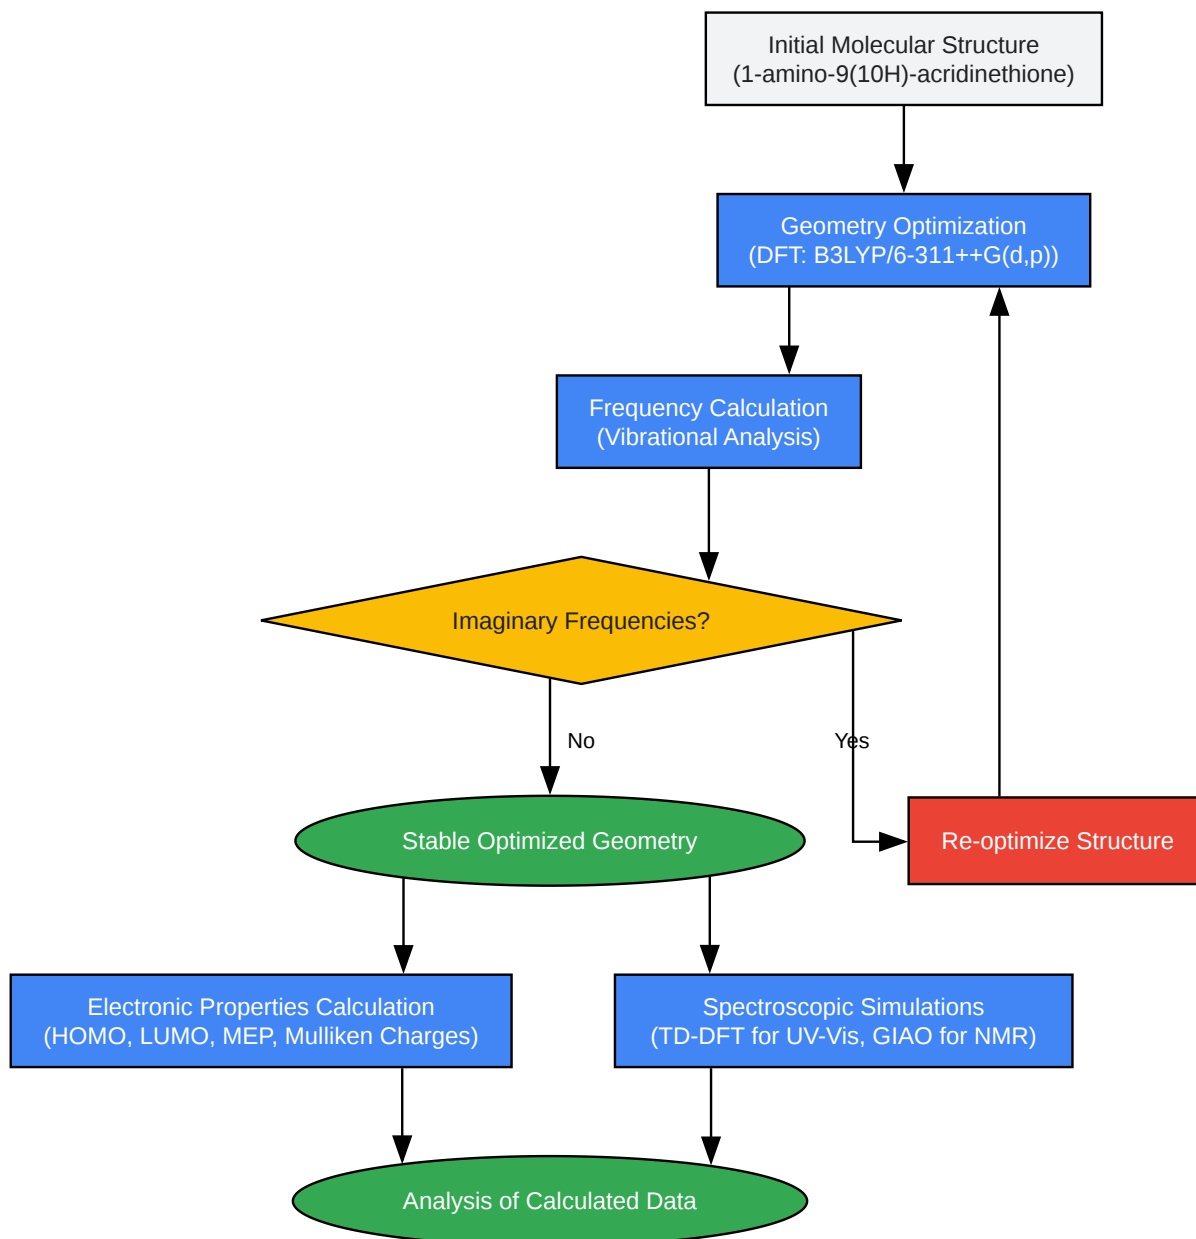 Initial Molecular Structure
(1-amino-9(10H)-acridinethione)
Geometry Optimization
(DFT: B3LYP/6-311++G(d,p))
Frequency Calculation
(Vibrational Analysis)
Imaginary Frequencies?
No
Yes
Stable Optimized Geometry
Re-optimize Structure
Electronic Properties Calculation
(HOMO, LUMO, MEP, Mulliken Charges)
Spectroscopic Simulations
(TD-DFT for UV-Vis, GIAO for NMR)
Analysis of Calculated Data